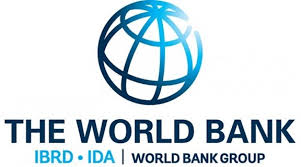 THE WORLD BANK
IBRD • IDA | WORLD BANK GROUP